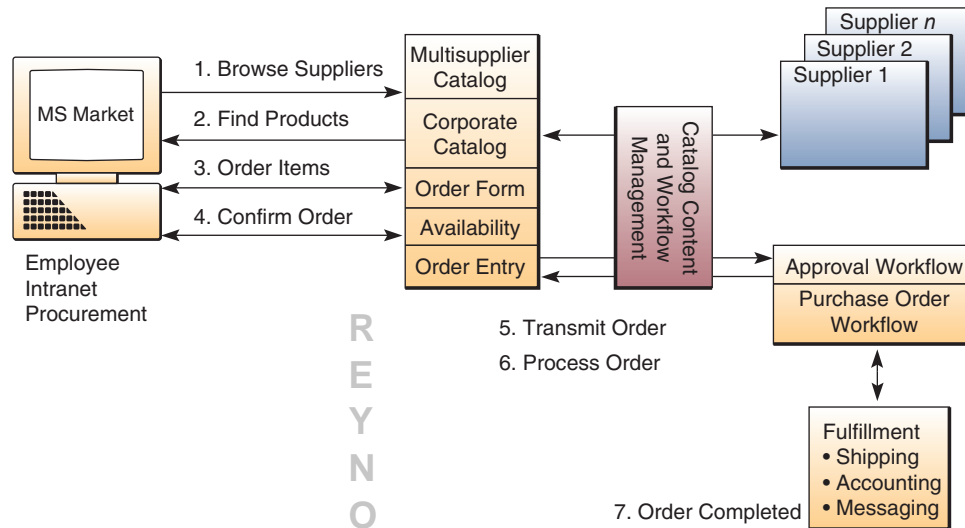 MS Market
Employee
Intranet
Procurement
1. Browse Suppliers
2. Find Products
3. Order Items
4. Confirm Order
Multisupplier
Catalog
Corporate
Catalog
Order Form
Availability
Order Entry
Catalog Content
and Workflow
Management
Supplier n
Supplier 2
Supplier 1
5. Transmit Order
6. Process Order
Approval Workflow
Purchase Order
Workflow
Fulfillment
• Shipping
• Accounting
• Messaging
7. Order Completed
R
E
Y
N
O